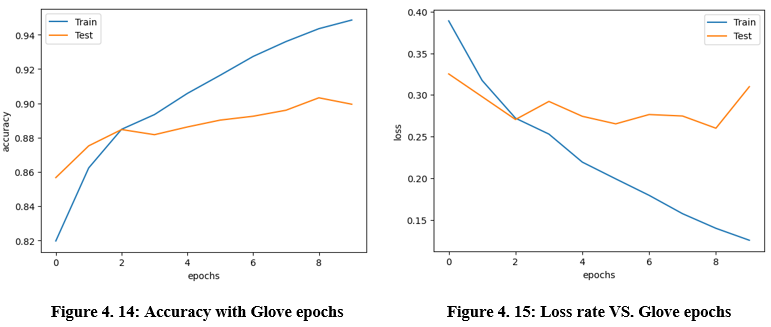 Train
Test
0.94
0.92
0.90
0.88
0.86
0.84
0.82
accuracy
0 2 4 6 8
epochs
Figure 4. 14: Accuracy with Glove epochs
Train
Test
0.40
0.35
0.30
0.25
0.20
0.15
loss
0 2 4 6 8
epochs
Figure 4. 15: Loss rate VS. Glove epochs